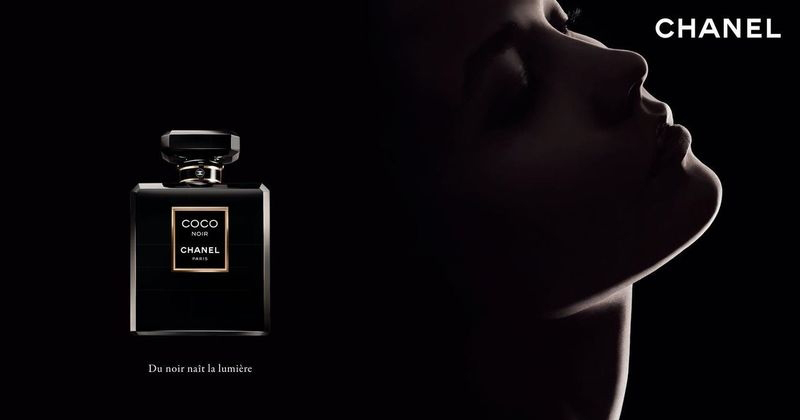 CHANEL
COCO
NOIR
CHANEL
PARIS
Du noir naît la lumière